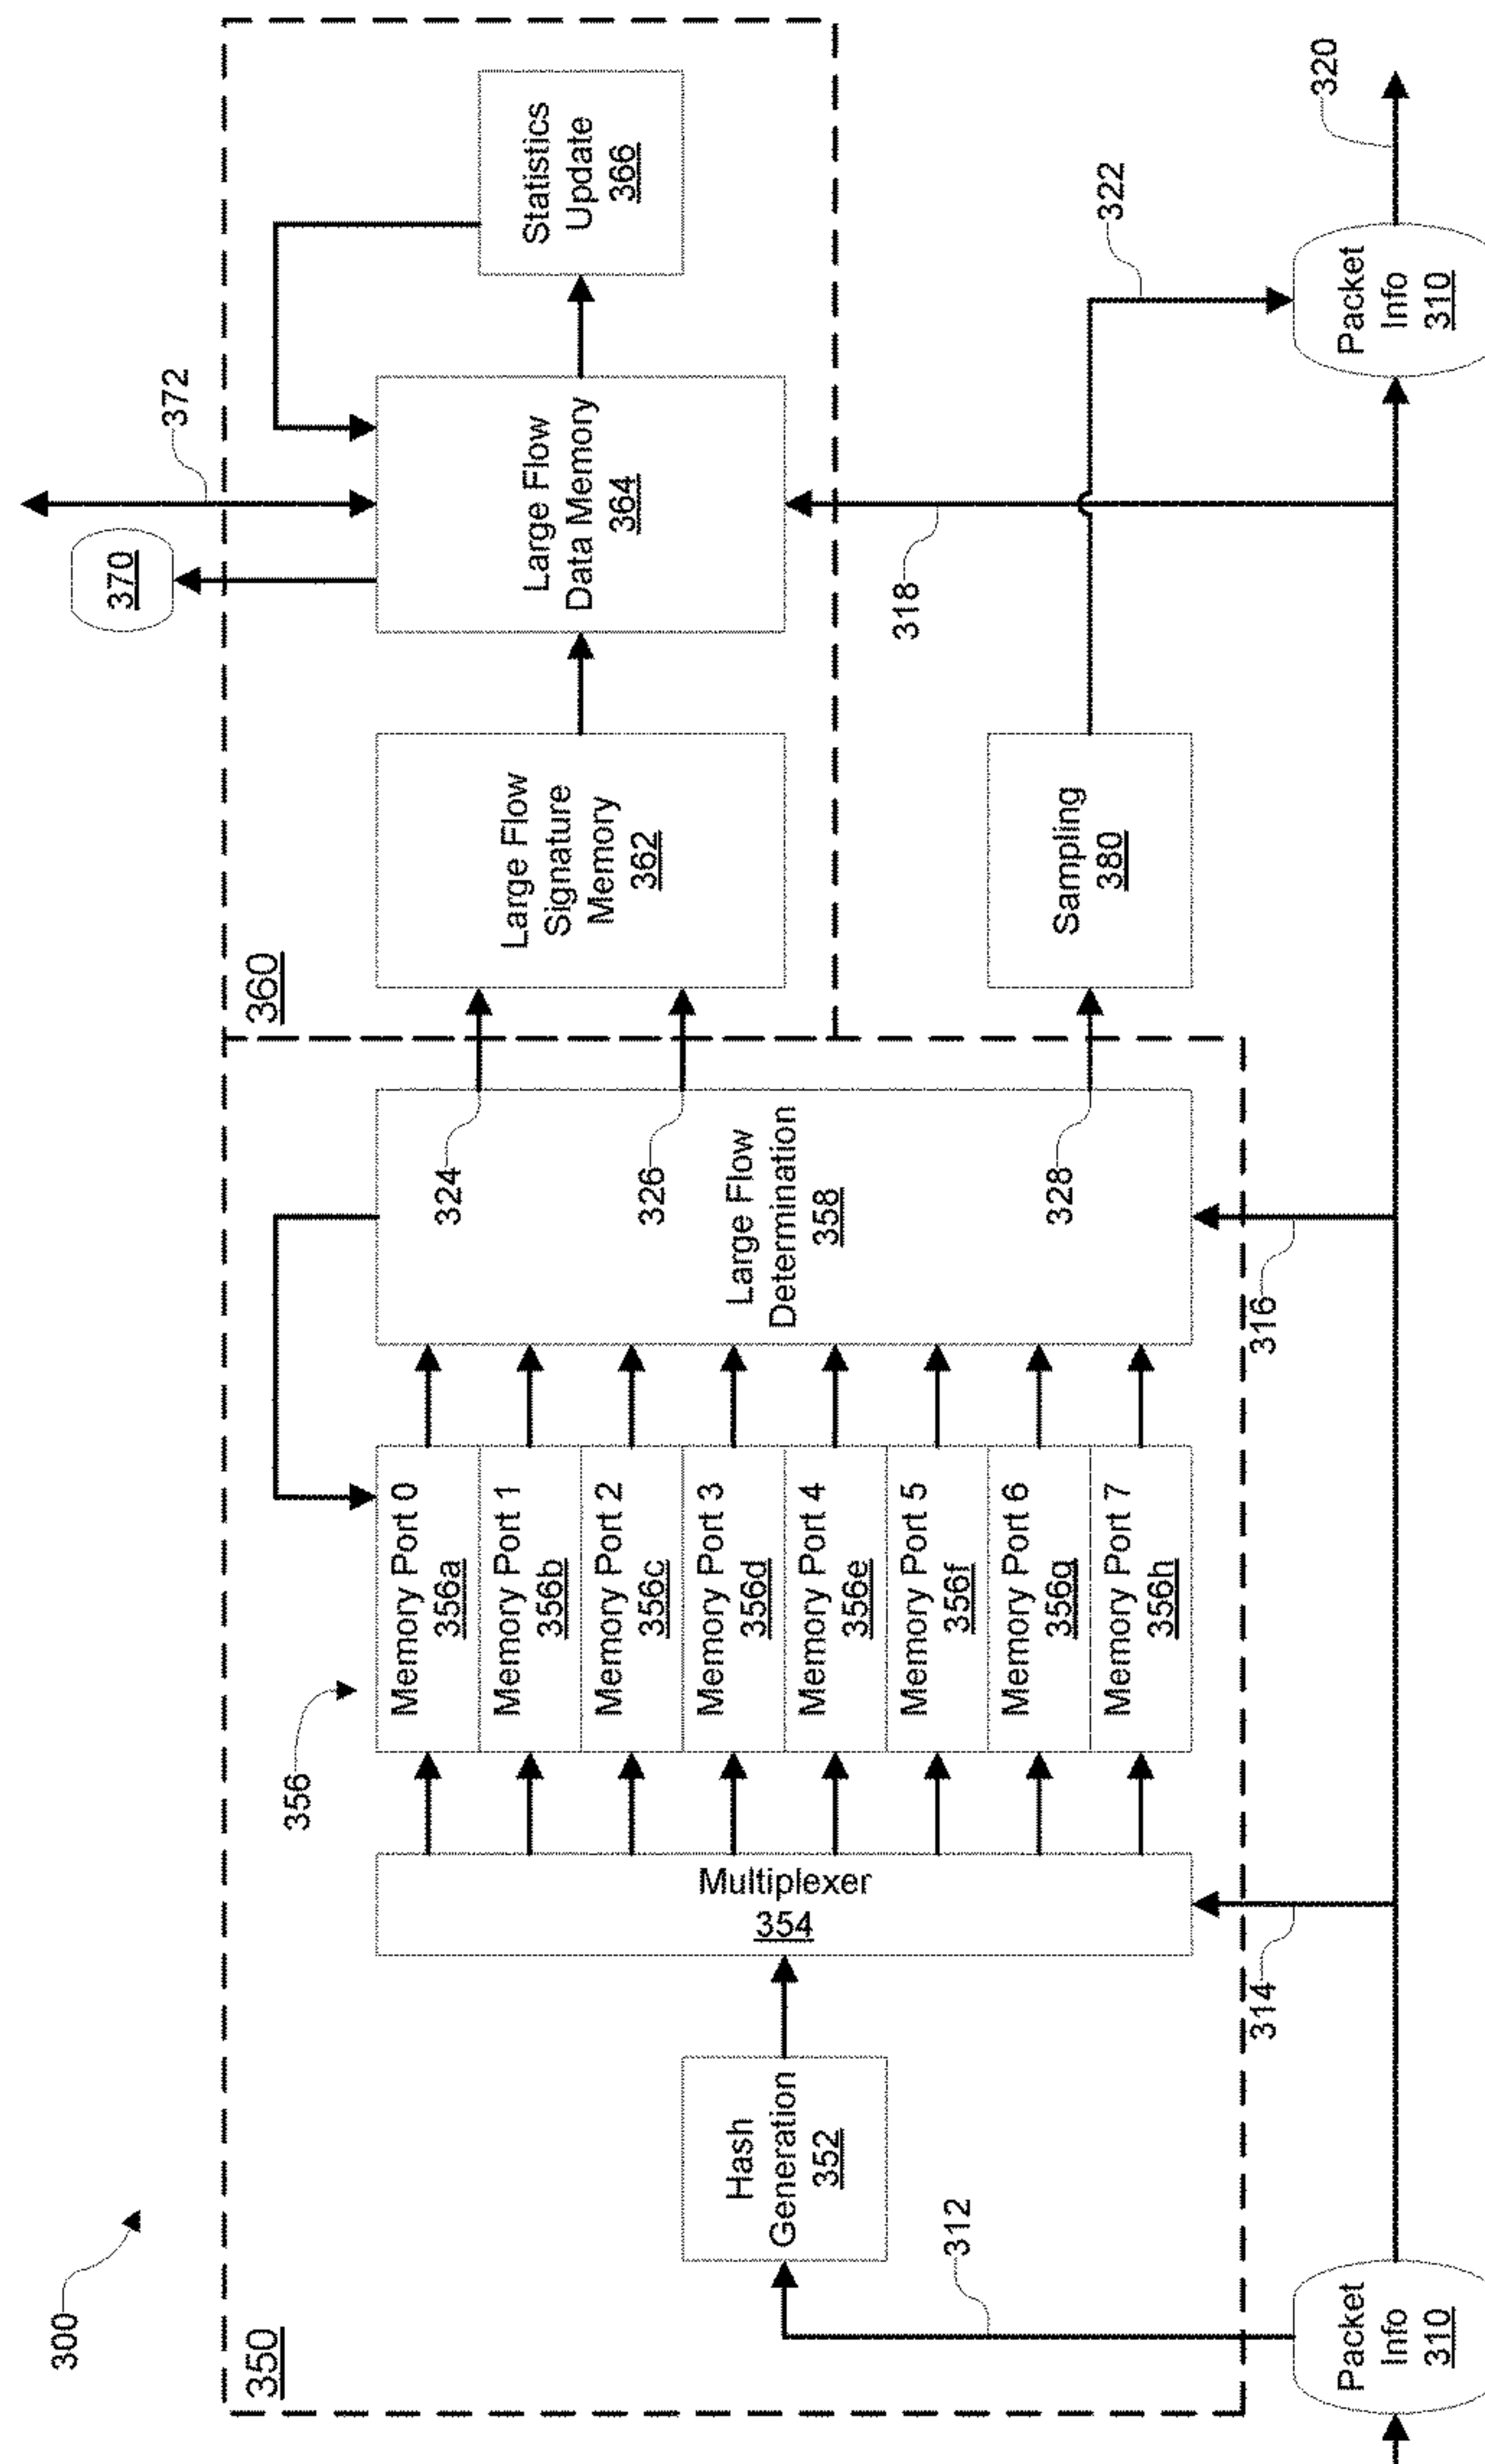 300
350
Packet
Info
310
312
Hash
Generation
352
314
Multiplexer
354
356
Memory Port 0
356a
Memory Port 1
356b
Memory Port 2
356c
Memory Port 3
356d
Memory Port 4
356e
Memory Port 5
356f
Memory Port 6
356g
Memory Port 7
356h
316
Large Flow
Determination
358
324
326
328
360
Large Flow
Signature
Memory
362
Sampling
380
318
370
372
Large Flow
Data Memory
364
Statistics
Update
366
322
Packet
Info
310
320